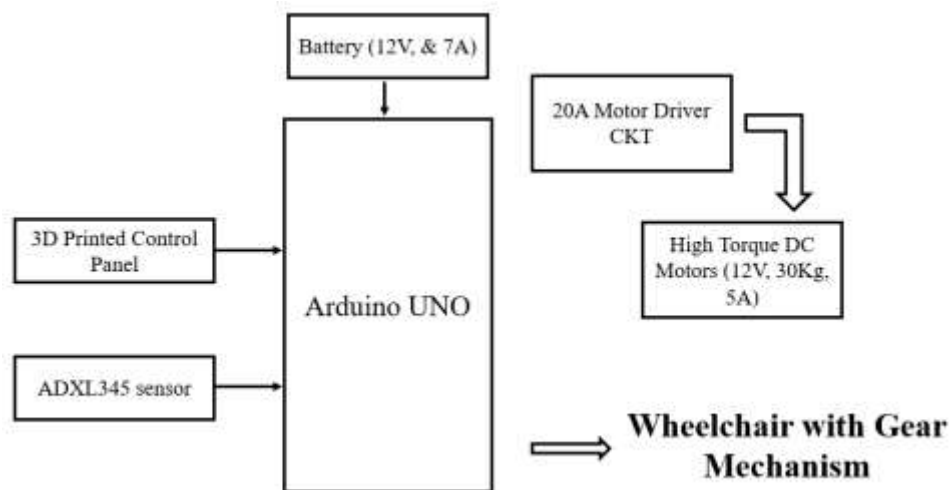 Battery (12V, & 7A)
20A Motor Driver
CKT
3D Printed Control
Panel
High Torque DC
Motors (12V, 30Kg,
5A)
Arduino UNO
ADXL345 sensor
Wheelchair with Gear
Mechanism